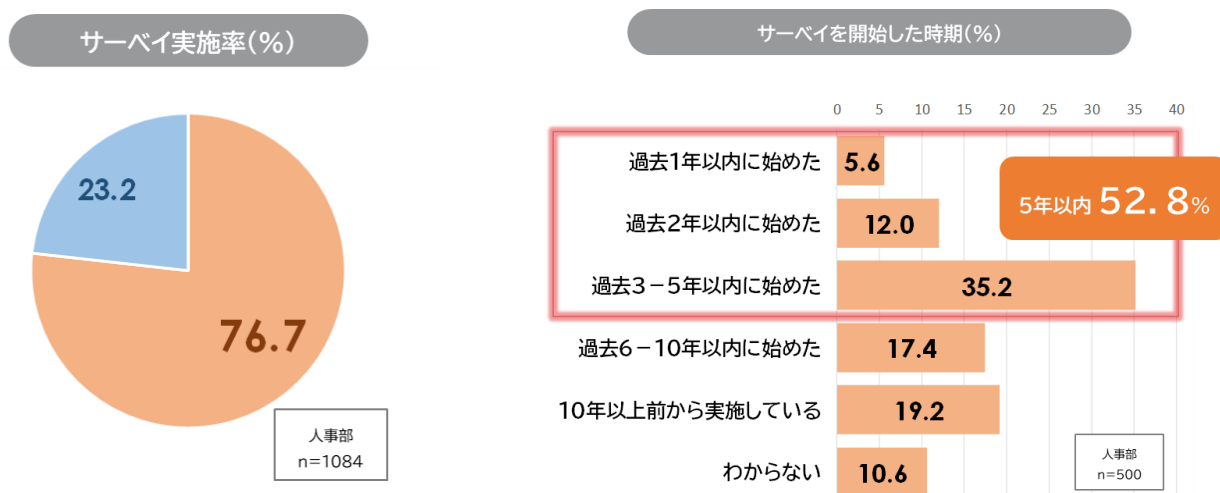 サーベイ実施率(%)
23.2
76.7
人事部
n=1084
サーベイを開始した時期(%)
0 5 10 15 20 25 30 35 40
過去1年以内に始めた 5.6
過去2年以内に始めた 12.0
過去3－5年以内に始めた 35.2
5年以内 52.8%
過去6－10年以内に始めた 17.4
10年以上前から実施している 19.2
わからない 10.6
人事部
n=500